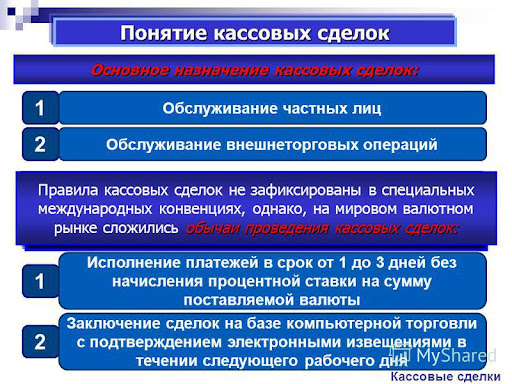 Понятие кассовых сделок
Основное назначение кассовых сделок:
1
Обслуживание частных лиц
2
Обслуживание внешнеторговых операций
Правила кассовых сделок не зафиксированы в специальных
международных конвенциях, однако, на мировом валютном
рынке сложились обычаи проведения кассовых сделок:
1
Исполнение платежей в срок от 1 до 3 дней без
начисления процентной ставки на сумму
поставляемой валюты
2
Заключение сделок на базе компьютерной торговли
с подтверждением электронными извещениями в
течении следующего рабочего дня
MyShared
Кассовые сделки